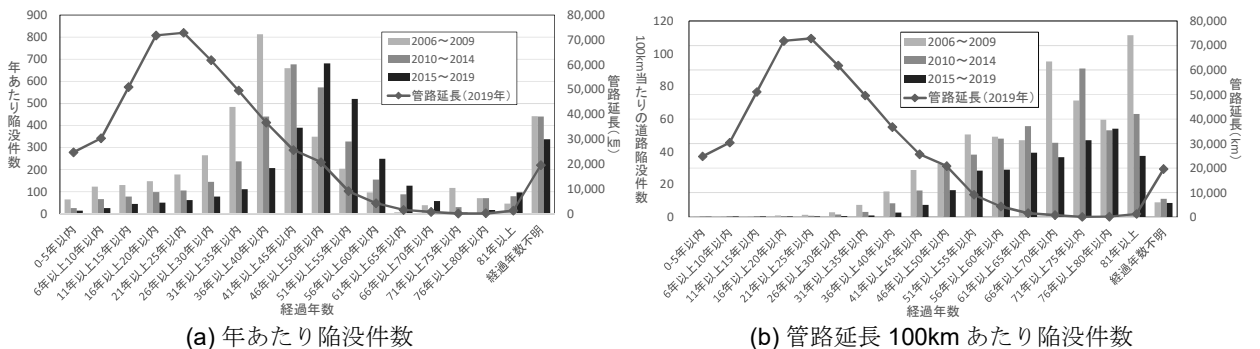 900
800
700
600
500
400
300
200
100
0
年あたり陥没件数
80,000
70,000
60,000
50,000
40,000
30,000
20,000
10,000
0
管路延長(㎞)
2006～2009
2010～2014
2015～2019
管路延長(2019年)
0-5年以内
6年以上10年以内
11年以上15年以内
16年以上20年以内
21年以上25年以内
26年以上30年以内
31年以上35年以内
36年以上40年以内
41年以上45年以内
46年以上50年以内
51年以上55年以内
56年以上60年以内
61年以上65年以内
66年以上70年以内
71年以上75年以内
76年以上80年以内
81年以上
経過年数不明
経過年数
(a) 年あたり陥没件数
120
100
80
60
40
20
0
100km当たりの道路陥没件数
80,000
70,000
60,000
50,000
40,000
30,000
20,000
10,000
0
管路延長(㎞)
2006～2009
2010～2014
2015～2019
管路延長(2019年)
0-5年以内
6年以上10年以内
11年以上15年以内
16年以上20年以内
21年以上25年以内
26年以上30年以内
31年以上35年以内
36年以上40年以内
41年以上45年以内
46年以上50年以内
51年以上55年以内
56年以上60年以内
61年以上65年以内
66年以上70年以内
71年以上75年以内
76年以上80年以内
81年以上
経過年数不明
経過年数
(b) 管路延長 100km あたり陥没件数